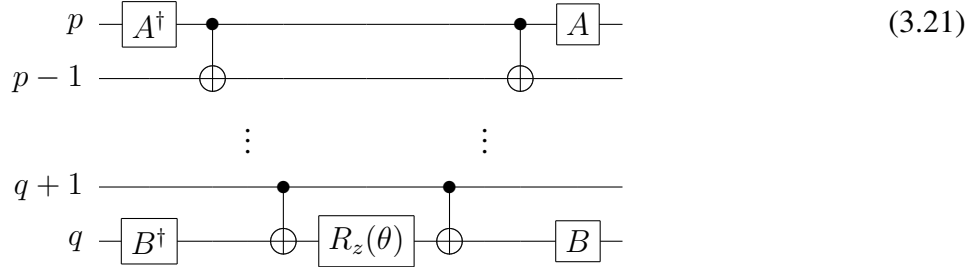 p A† A (3.21)
p − 1
⋮ ⋮
q + 1
q B† R_z(θ) B